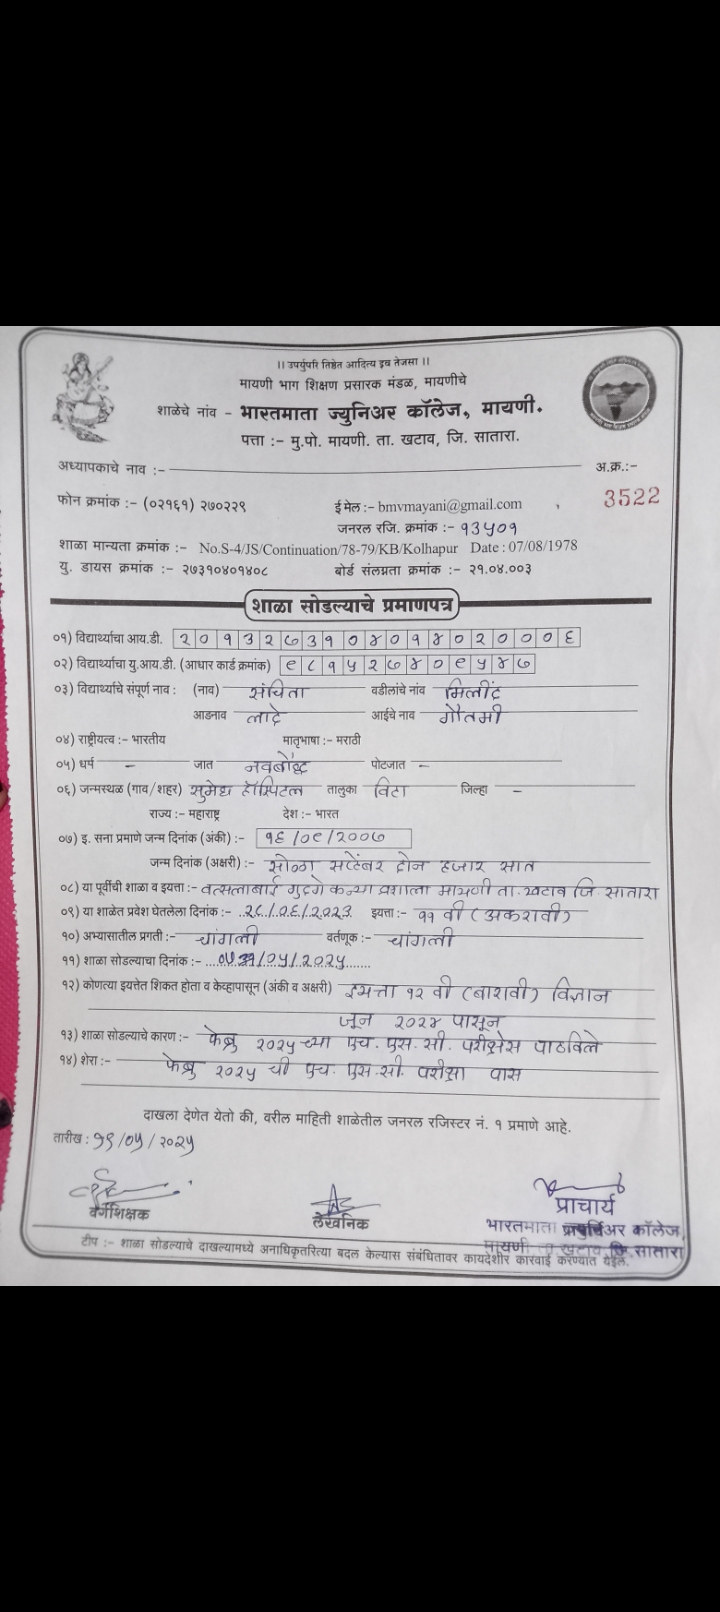 ।। उपर्युपरि तिष्ठेत आदित्य इव तेजसा ।।
मायणी भाग शिक्षण प्रसारक मंडळ, मायणीचे
शाळेचे नांव - भारतमाता ज्युनिअर कॉलेज, मायणी.
पत्ता :- मु.पो. मायणी. ता. खटाव, जि. सातारा.
अध्यापकाचे नाव :- अ.क्र.:-
फोन क्रमांक :- (०२१६१) २७०२२९ ई मेल :- bmvmayani@gmail.com 3522
जनरल रजि. क्रमांक :- १३५०१
शाळा मान्यता क्रमांक :- No.S-4/JS/Continuation/78-79/KB/Kolhapur Date : 07/08/1978
यु. डायस क्रमांक :- २७३१०४०१४०८ बोर्ड संलग्नता क्रमांक :- २१.०४.००३
शाळा सोडल्याचे प्रमाणपत्र
०१) विद्यार्थ्याचा आय.डी. २०१३२७३१०४०१४०२०००६
०२) विद्यार्थ्याचा यु.आय.डी. (आधार कार्ड क्रमांक) ९८१५२७४०९५४७
०३) विद्यार्थ्याचे संपूर्ण नाव : (नाव) संचिता वडीलांचे नांव मिलींद
आडनाव लादे आईचे नाव गौतमी
०४) राष्ट्रीयत्व :- भारतीय मातृभाषा :- मराठी
०५) धर्म - जात नवबौद्ध पोटजात -
०६) जन्मस्थळ (गाव/शहर) सुमेध हॉस्पिटल तालुका विटा जिल्हा -
राज्य :- महाराष्ट्र देश :- भारत
०७) इ. सना प्रमाणे जन्म दिनांक (अंकी) :- १६/०९/२००७
जन्म दिनांक (अक्षरी) :- सोळा सप्टेंबर दोन हजार सात
०८) या पूर्वीची शाळा व इयत्ता :- वत्सलाबाई गुदगे कन्या प्रशाला मायणी ता. खटाव जि. सातारा
०९) या शाळेत प्रवेश घेतलेला दिनांक :- २८/०६/२०२३ इयत्ता :- ११ वी (अकरावी)
१०) अभ्यासातील प्रगती :- चांगली वर्तणूक :- चांगली
११) शाळा सोडल्याचा दिनांक :- /०५/२०२५
१२) कोणत्या इयत्तेत शिकत होता व केव्हापासून (अंकी व अक्षरी) इयत्ता १२ वी (बारावी) विज्ञान
जून २०२४ पासून
१३) शाळा सोडल्याचे कारण :- फेब्रु २०२५ च्या एच. एस. सी. परीक्षेस पाठविले
१४) शेरा :- फेब्रु २०२५ ची एच. एस. सी. परीक्षा पास
दाखला देणेत येतो की, वरील माहिती शाळेतील जनरल रजिस्टर नं. १ प्रमाणे आहे.
तारीख : १९/०५/२०२५
वर्गशिक्षक लेखनिक प्राचार्य
भारतमाता ज्युनिअर कॉलेज,
मायणी ता. खटाव, जि. सातारा
टीप :- शाळा सोडल्याचे दाखल्यामध्ये अनाधिकृतरित्या बदल केल्यास संबंधितावर कायदेशीर कारवाई करण्यात येईल.